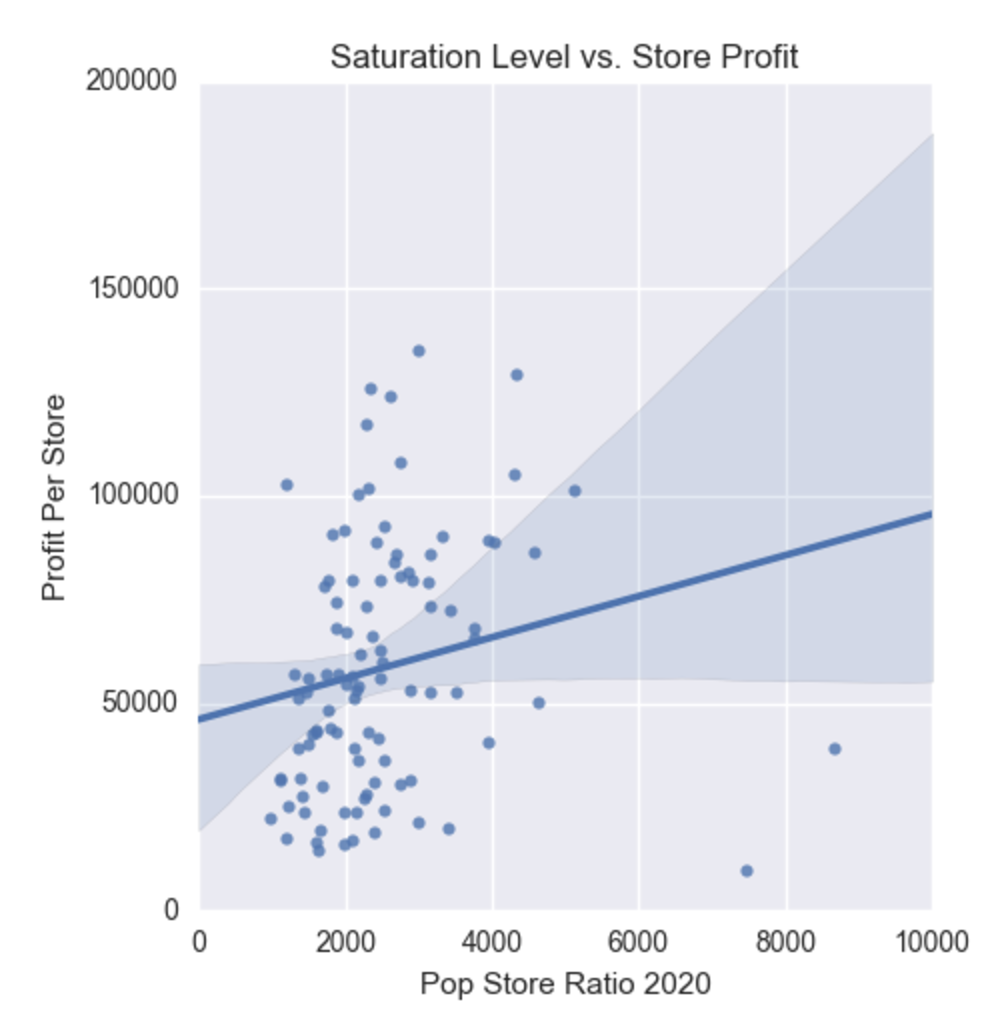 Saturation Level vs. Store Profit
200000
150000
100000
50000
0
Profit Per Store
0 2000 4000 6000 8000 10000
Pop Store Ratio 2020